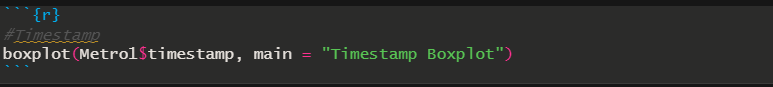 ```{r}
#Timestamp
boxplot(Metro1$timestamp, main = "Timestamp Boxplot")
```